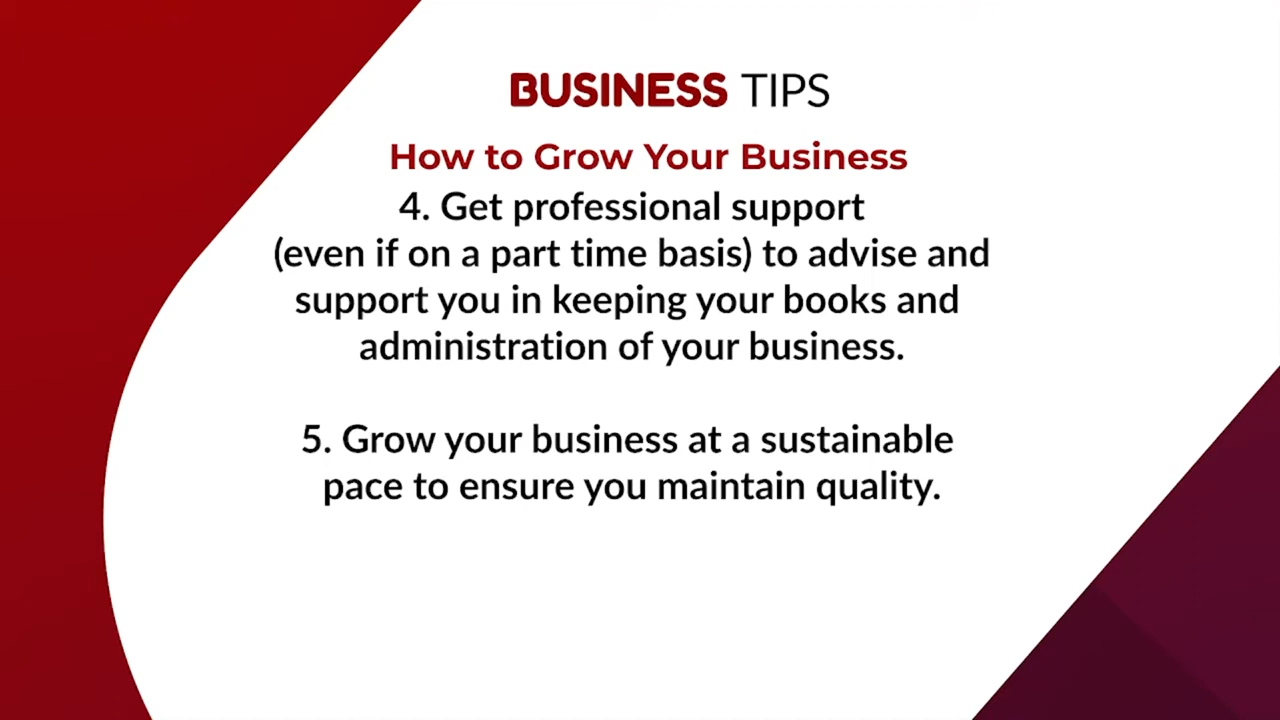 BUSINESS TIPS
How to Grow Your Business
4. Get professional support
(even if on a part time basis) to advise and
support you in keeping your books and
administration of your business.
5. Grow your business at a sustainable
pace to ensure you maintain quality.